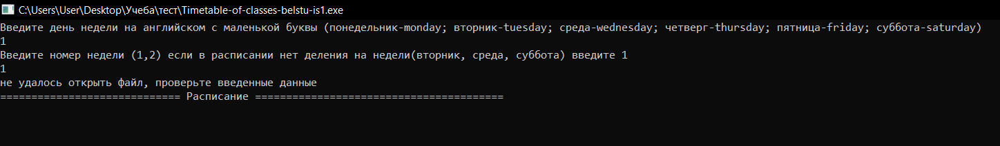 C:\Users\User\Desktop\Учеба\тест\Timetable-of-classes-belstu-is1.exe
Введите день недели на английском с маленькой буквы (понедельник-monday; вторник-tuesday; среда-wednesday; четверг-thursday; пятница-friday; суббота-saturday)
1
Введите номер недели (1,2) если в расписании нет деления на недели(вторник, среда, суббота) введите 1
1
не удалось открыть файл, проверьте введенные данные
============================= Расписание ========================================